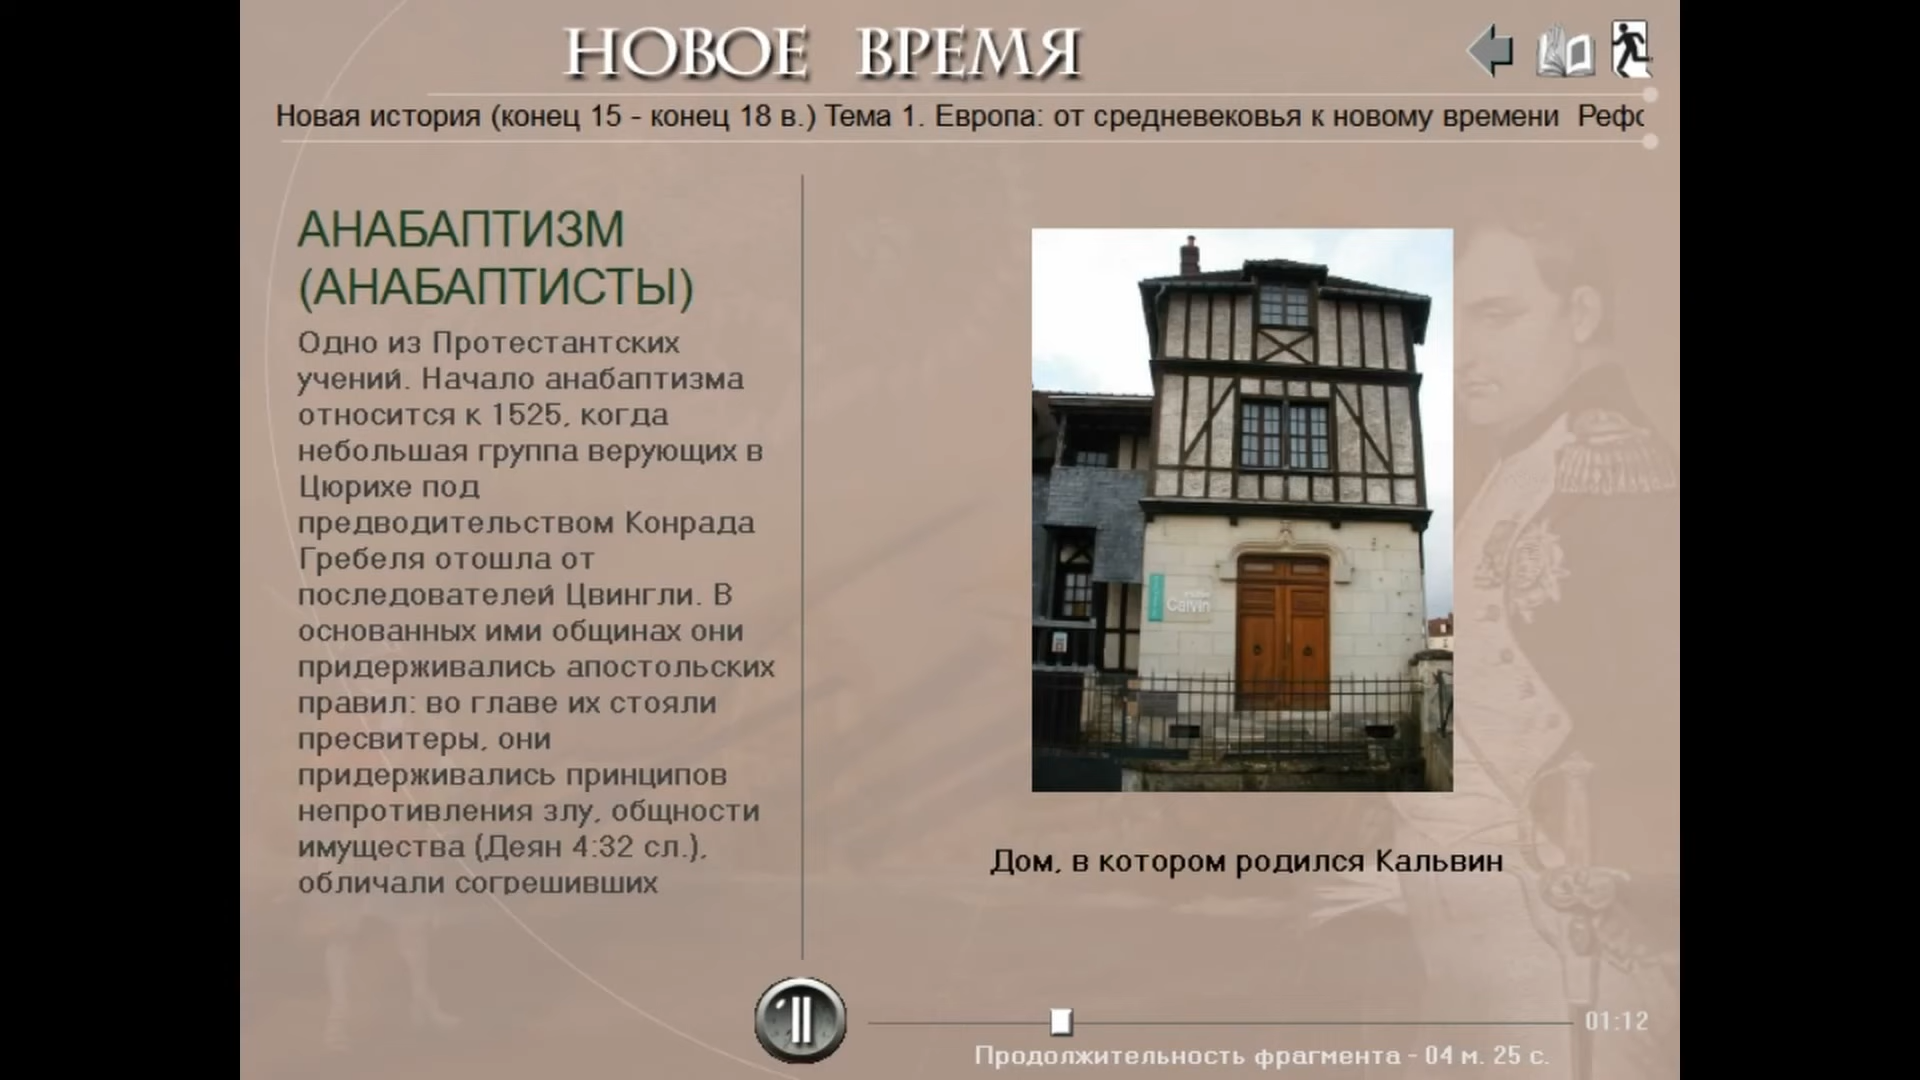 НОВОЕ ВРЕМЯ
Новая история (конец 15 - конец 18 в.) Тема 1. Европа: от средневековья к новому времени Рефо
АНАБАПТИЗМ
(АНАБАПТИСТЫ)
Одно из Протестантских
учений. Начало анабаптизма
относится к 1525, когда
небольшая группа верующих в
Цюрихе под
предводительством Конрада
Гребеля отошла от
последователей Цвингли. В
основанных ими общинах они
придерживались апостольских
правил: во главе их стояли
пресвитеры, они
придерживались принципов
непротивления злу, общности
имущества (Деян 4:32 сл.),
обличали согрешивших
Calvin
Дом, в котором родился Кальвин
01:12
Продолжительность фрагмента - 04 м. 25 с.